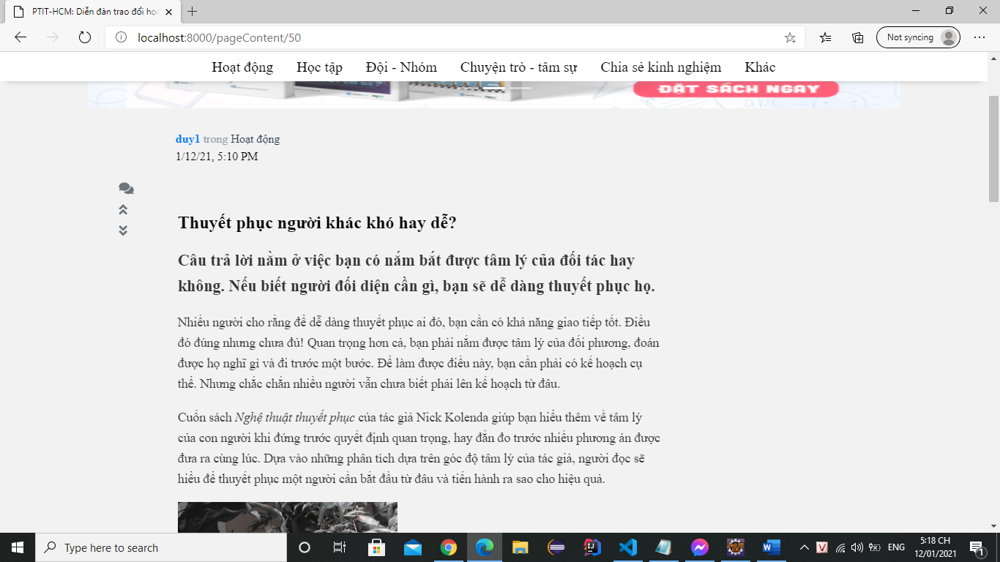 PTIT-HCM: Diễn đàn trao đổi học
localhost:8000/pageContent/50
Not syncing
Hoạt động Học tập Đội - Nhóm Chuyện trò - tâm sự Chia sẻ kinh nghiệm Khác
ĐẶT SÁCH NGAY
duy1 trong Hoạt động
1/12/21, 5:10 PM
Thuyết phục người khác khó hay dễ?
Câu trả lời nằm ở việc bạn có nắm bắt được tâm lý của đối tác hay
không. Nếu biết người đối diện cần gì, bạn sẽ dễ dàng thuyết phục họ.
Nhiều người cho rằng để dễ dàng thuyết phục ai đó, bạn cần có khả năng giao tiếp tốt. Điều
đó đúng nhưng chưa đủ! Quan trọng hơn cả, bạn phải nắm được tâm lý của đối phương, đoán
được họ nghĩ gì và đi trước một bước. Để làm được điều này, bạn cần phải có kế hoạch cụ
thể. Nhưng chắc chắn nhiều người vẫn chưa biết phải lên kế hoạch từ đâu.
Cuốn sách Nghệ thuật thuyết phục của tác giả Nick Kolenda giúp bạn hiểu thêm về tâm lý
của con người khi đứng trước quyết định quan trọng, hay đắn đo trước nhiều phương án được
đưa ra cùng lúc. Dựa vào những phân tích dựa trên góc độ tâm lý của tác giả, người đọc sẽ
hiểu để thuyết phục một người cần bắt đầu từ đâu và tiến hành ra sao cho hiệu quả.
Type here to search
ENG
5:18 CH
12/01/2021